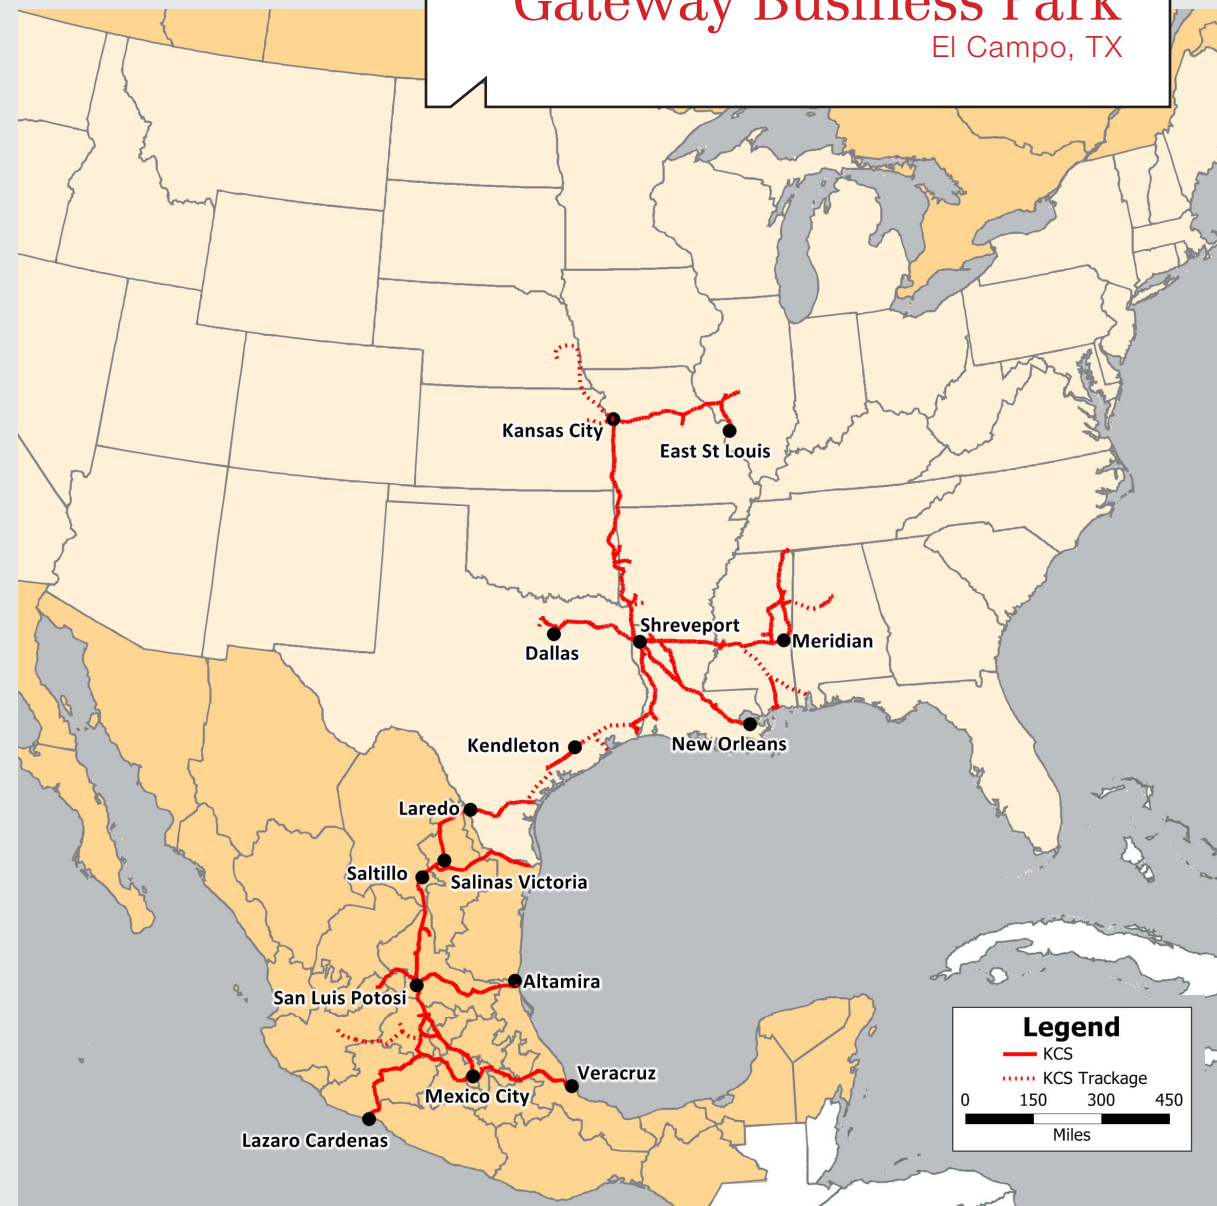 Gateway Business Park
El Campo, TX
Kansas City
East St Louis
Shreveport
Meridian
Dallas
Kendleton
New Orleans
Laredo
Saltillo
Salinas Victoria
Altamira
San Luis Potosi
Veracruz
Mexico City
Lazaro Cardenas
Legend
KCS
KCS Trackage
0 150 300 450
Miles